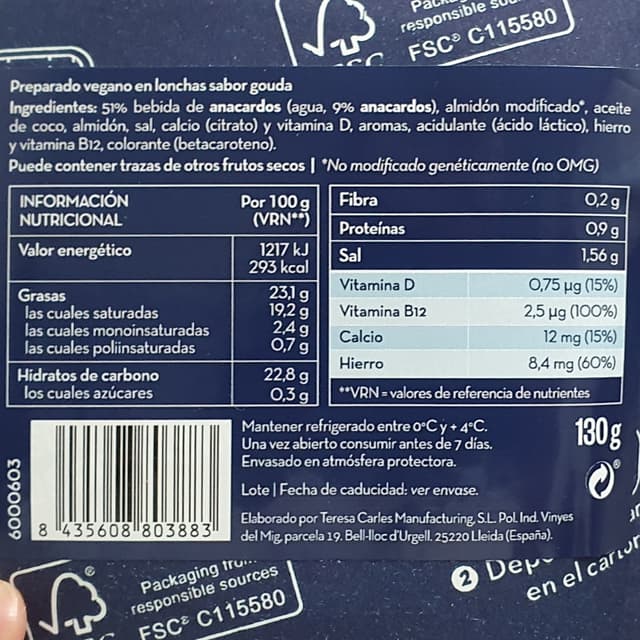 Packag
responsible sou
FSC® C115580
Preparado vegano en lonchas sabor gouda
Ingredientes: 51% bebida de anacardos (agua, 9% anacardos), almidón modificado*, aceite
de coco, almidón, sal, calcio (citrato) y vitamina D, aromas, acidulante (ácido láctico), hierro
y vitamina B12, colorante (betacaroteno).
Puede contener trazas de otros frutos secos | *No modificado genéticamente (no OMG)
INFORMACIÓN NUTRICIONAL Por 100 g (VRN**)
Valor energético 1217 kJ
293 kcal
Grasas 23,1 g
las cuales saturadas 19,2 g
las cuales monoinsaturadas 2,4 g
las cuales poliinsaturadas 0,7 g
Hidratos de carbono 22,8 g
los cuales azúcares 0,3 g
Fibra 0,2 g
Proteínas 0,9 g
Sal 1,56 g
Vitamina D 0,75 µg (15%)
Vitamina B12 2,5 µg (100%)
Calcio 12 mg (15%)
Hierro 8,4 mg (60%)
**VRN = valores de referencia de nutrientes
Mantener refrigerado entre 0°C y + 4°C.
Una vez abierto consumir antes de 7 días.
Envasado en atmósfera protectora.
130 g
Lote | Fecha de caducidad: ver envase.
Elaborado por Teresa Carles Manufacturing, S.L. Pol. Ind. Vinyes
del Mig, parcela 19. Bell-lloc d'Urgell. 25220 Lleida (España).
6000603
8 435608 803883
Packaging
responsible sources
FSC® C115580
2
en el